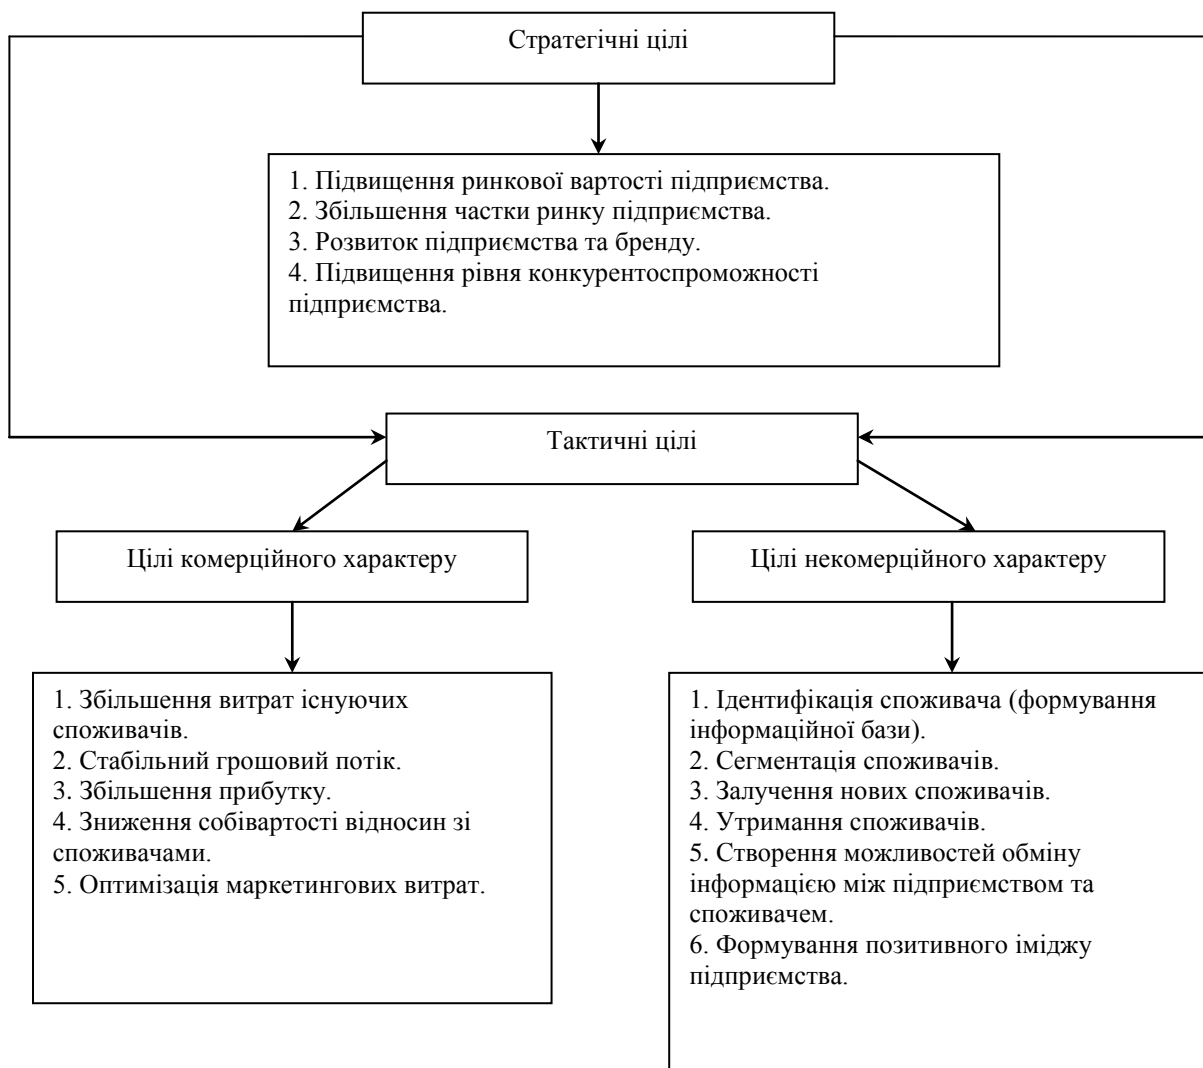 Стратегічні цілі
1. Підвищення ринкової вартості підприємства.
2. Збільшення частки ринку підприємства.
3. Розвиток підприємства та бренду.
4. Підвищення рівня конкурентоспроможності
підприємства.
Тактичні цілі
Цілі комерційного характеру
Цілі некомерційного характеру
1. Збільшення витрат існуючих
споживачів.
2. Стабільний грошовий потік.
3. Збільшення прибутку.
4. Зниження собівартості відносин зі
споживачами.
5. Оптимізація маркетингових витрат.
1. Ідентифікація споживача (формування
інформаційної бази).
2. Сегментація споживачів.
3. Залучення нових споживачів.
4. Утримання споживачів.
5. Створення можливостей обміну
інформацією між підприємством та
споживачем.
6. Формування позитивного іміджу
підприємства.